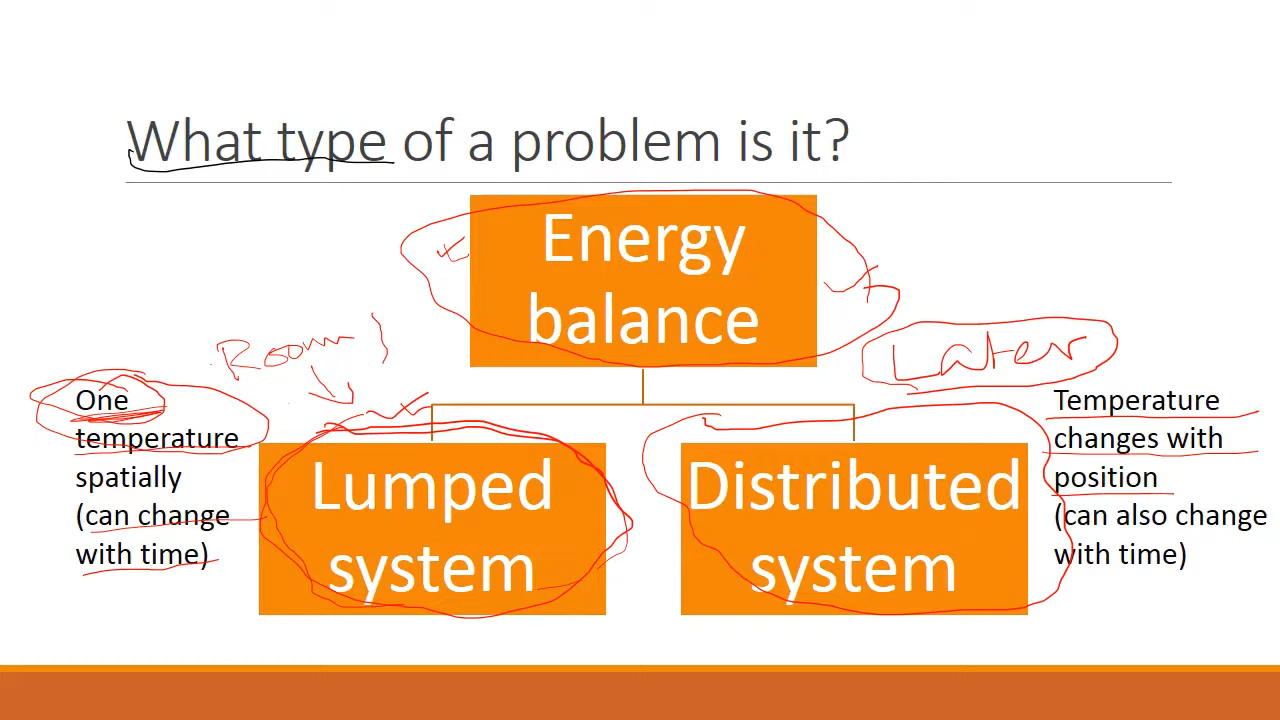 What type of a problem is it?
Energy
balance
Room
Later
One
temperature
spatially
(can change
with time)
Lumped
system
Distributed
system
Temperature
changes with
position
(can also change
with time)